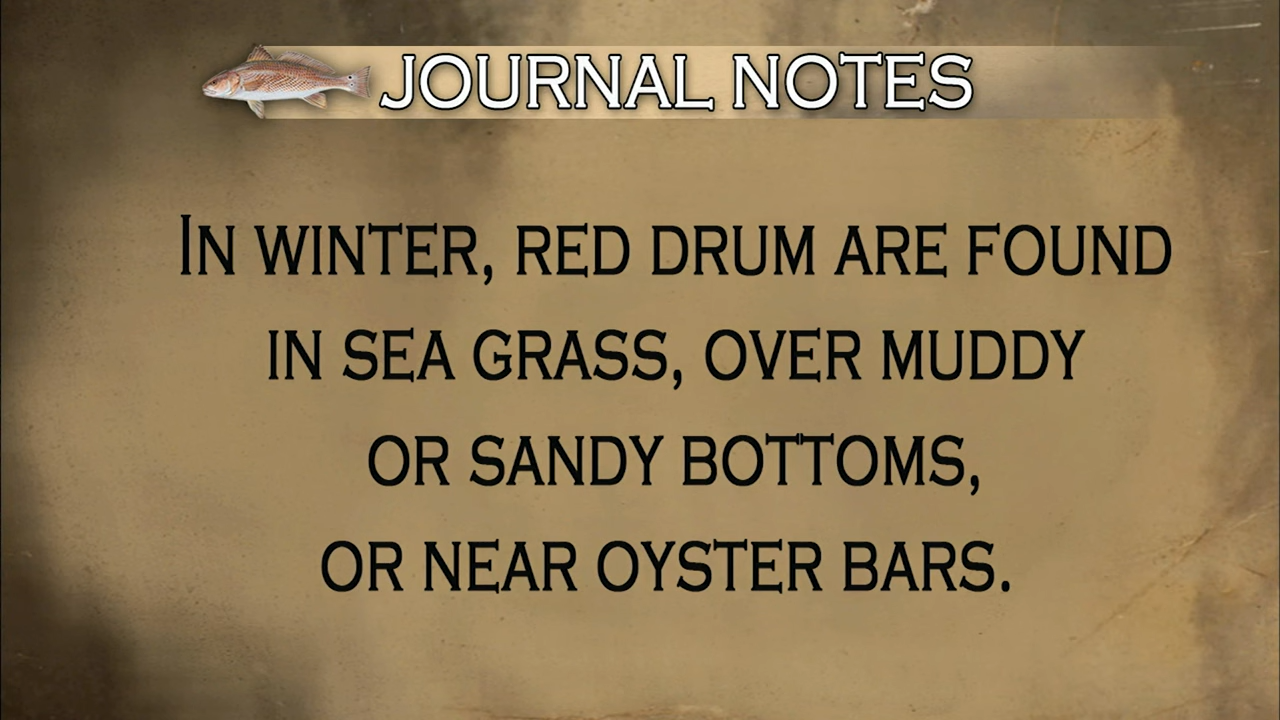 JOURNAL NOTES
IN WINTER, RED DRUM ARE FOUND
IN SEA GRASS, OVER MUDDY
OR SANDY BOTTOMS,
OR NEAR OYSTER BARS.